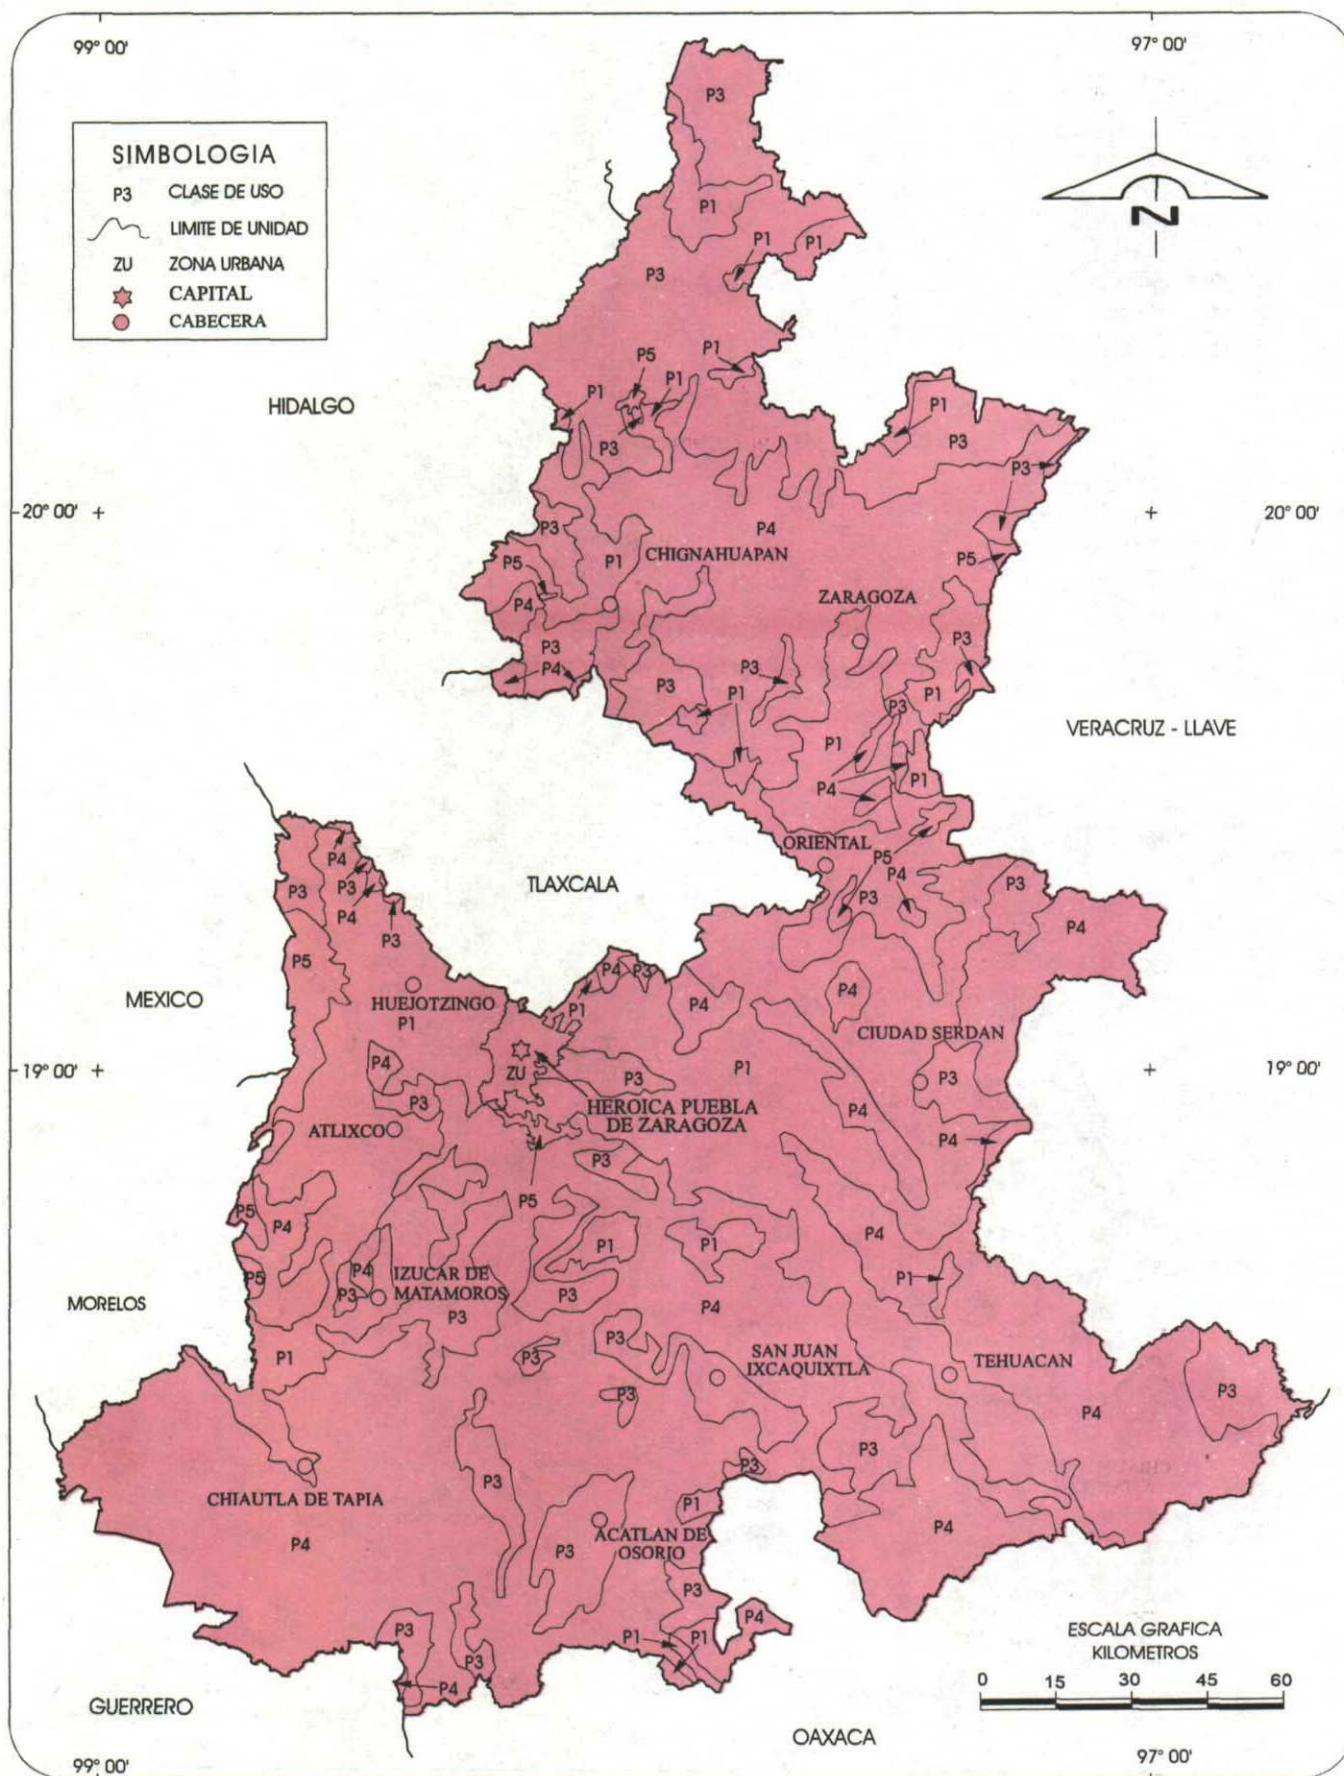 99° 00'
97° 00'
SIMBOLOGIA
P3 CLASE DE USO
LIMITE DE UNIDAD
ZU ZONA URBANA
CAPITAL
CABECERA
N
P3
P1
P1
P1
P3
P1
P5
P1
P1
P1
HIDALGO
P3
P3
P3
20° 00'
20° 00'
P3
P4
P1
CHIGNAHUAPAN
P5
P5
P4
ZARAGOZA
P3
P3
P4
P3
P3
P1
P1
P3
VERACRUZ - LLAVE
P1
P4
P1
ORIENTAL
P5
P4
P3
P4
P3
P4
P3
P3
P3
TLAXCALA
P4
P5
P4
P3
P1
P4
P4
MEXICO
HUEJOTZINGO
P1
CIUDAD SERDAN
19° 00'
19° 00'
P4
ZU
P3
P1
P3
P3
HEROICA PUEBLA
DE ZARAGOZA
P4
ATLIXCO
P4
P3
P5
P5
P4
P4
P1
P1
P1
P5
P4
IZUCAR DE
MATAMOROS
P3
P3
P4
MORELOS
P3
P1
P3
P3
SAN JUAN
IXCAQUIXTLA
TEHUACAN
P3
P3
P4
P3
P3
P3
CHIAUTLA DE TAPIA
P1
P4
P4
ACATLAN DE
OSORIO
P3
P3
P4
P3
P1
P1
P3
P4
ESCALA GRAFICA
KILOMETROS
0 15 30 45 60
GUERRERO
OAXACA
99° 00'
97° 00'